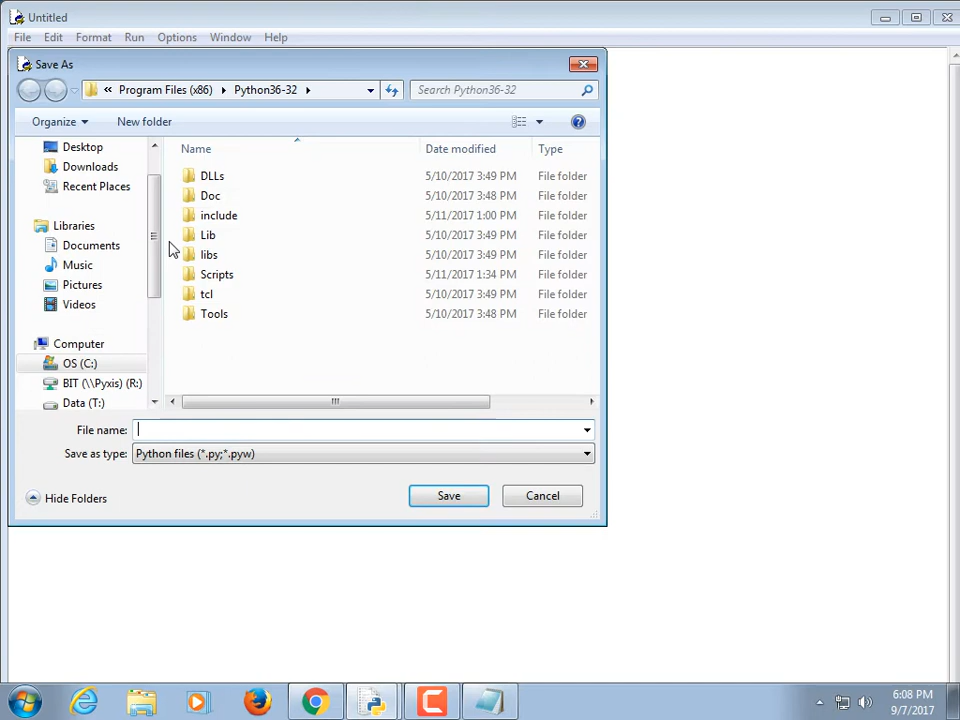 Untitled
File Edit Format Run Options Window Help
Save As
« Program Files (x86) Python36-32
Search Python36-32
Organize New folder
Name Date modified Type
Desktop
Downloads
Recent Places
Libraries
Documents
Music
Pictures
Videos
Computer
OS (C:)
BIT (\\Pyxis) (R:)
Data (T:)
DLLs 5/10/2017 3:49 PM File folder
Doc 5/10/2017 3:48 PM File folder
include 5/11/2017 1:00 PM File folder
Lib 5/10/2017 3:49 PM File folder
libs 5/10/2017 3:49 PM File folder
Scripts 5/11/2017 1:34 PM File folder
tcl 5/10/2017 3:49 PM File folder
Tools 5/10/2017 3:48 PM File folder
File name:
Save as type: Python files (*.py;*.pyw)
Hide Folders Save Cancel
6:08 PM
9/7/2017